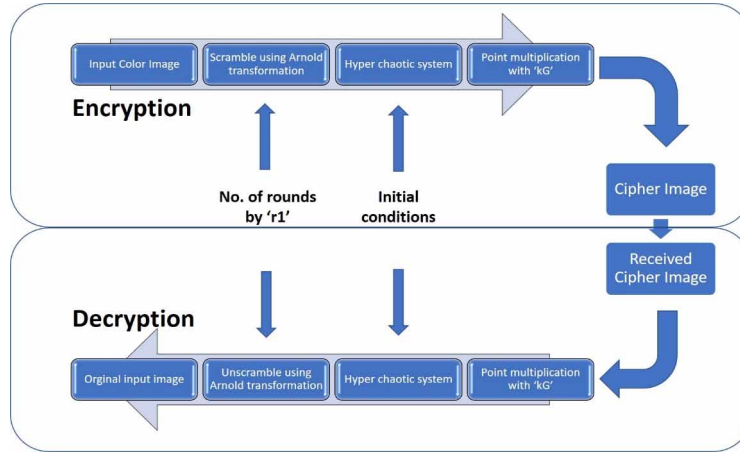 Input Color Image
Scramble using Arnold
transformation
Hyper chaotic system
Point multiplication
with ‘kG’
Encryption
No. of rounds
by ‘r1’
Initial
conditions
Cipher Image
Received
Cipher Image
Decryption
Orginal input image
Unscramble using
Arnold transformation
Hyper chaotic system
Point multiplication
with ‘kG’